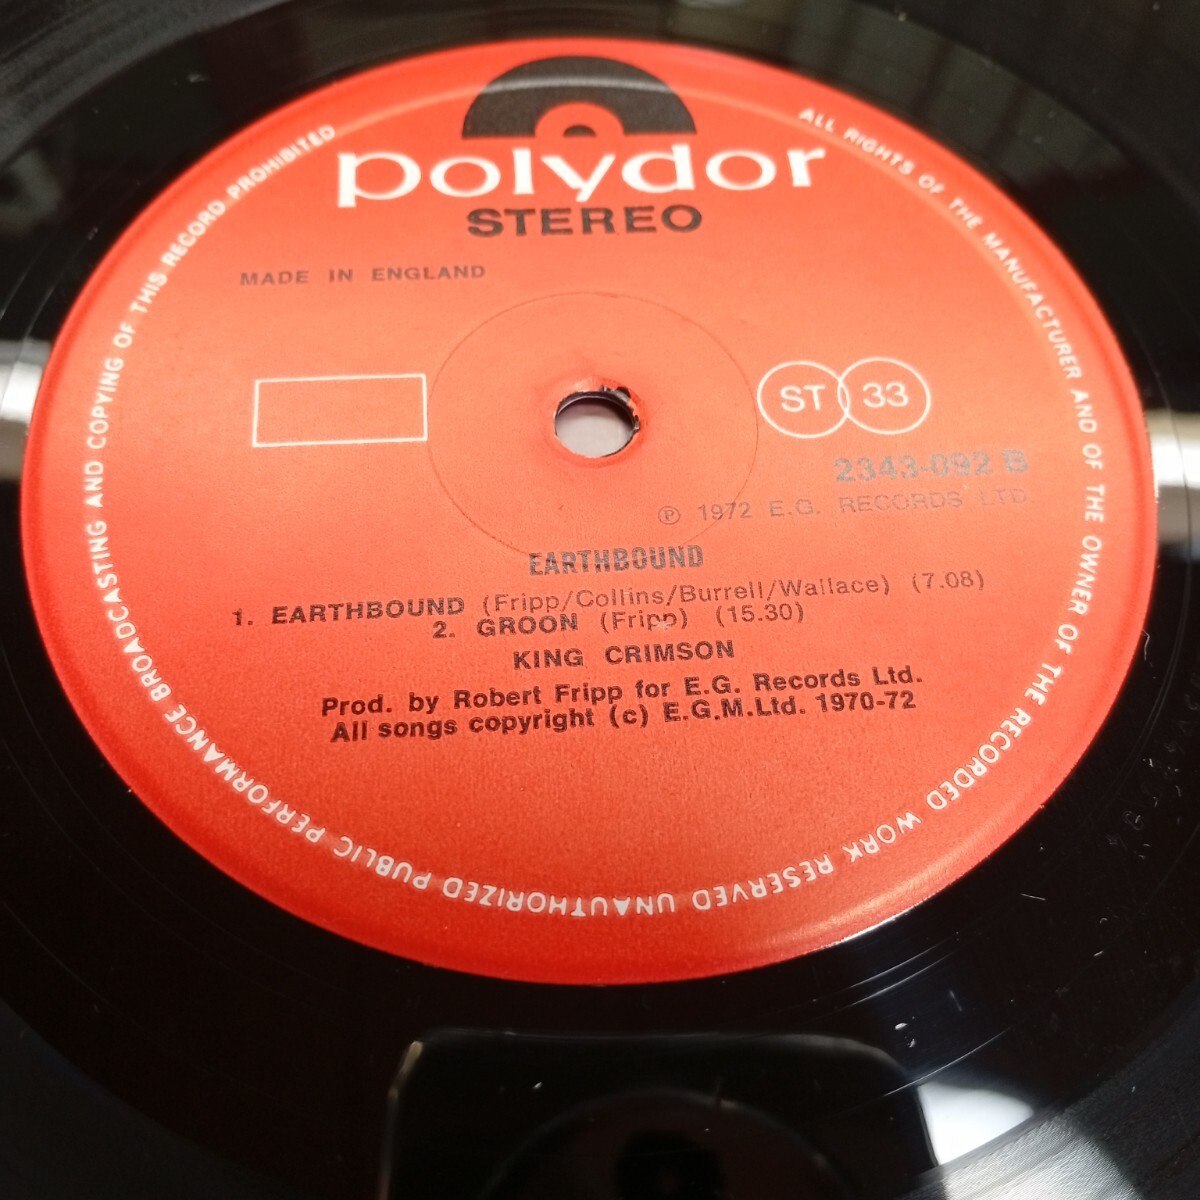 polydor
STEREO
MADE IN ENGLAND
ST 33
2343-092 B
℗ 1972 E.G. RECORDS LTD.
EARTHBOUND
1. EARTHBOUND (Fripp/Collins/Burrell/Wallace) (7.08)
2. GROON (Fripp) (15.30)
KING CRIMSON
Prod. by Robert Fripp for E.G. Records Ltd.
All songs copyright (c) E.G.M.Ltd. 1970-72
ALL RIGHTS OF THE MANUFACTURER AND OF THE OWNER OF THE RECORDED WORK RESERVED UNAUTHORIZED PUBLIC PERFORMANCE BROADCASTING AND COPYING OF THIS RECORD PROHIBITED